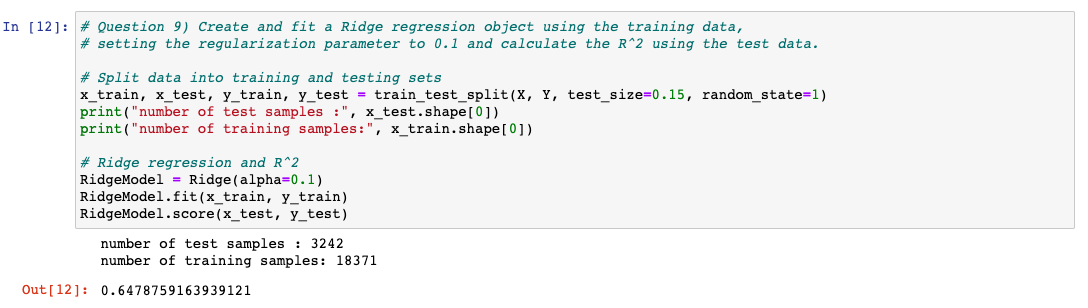 In [12]: # Question 9) Create and fit a Ridge regression object using the training data,
# setting the regularization parameter to 0.1 and calculate the R^2 using the test data.
# Split data into training and testing sets
x_train, x_test, y_train, y_test = train_test_split(X, Y, test_size=0.15, random_state=1)
print("number of test samples :", x_test.shape[0])
print("number of training samples:", x_train.shape[0])
# Ridge regression and R^2
RidgeModel = Ridge(alpha=0.1)
RidgeModel.fit(x_train, y_train)
RidgeModel.score(x_test, y_test)
number of test samples : 3242
number of training samples: 18371
Out[12]: 0.6478759163939121